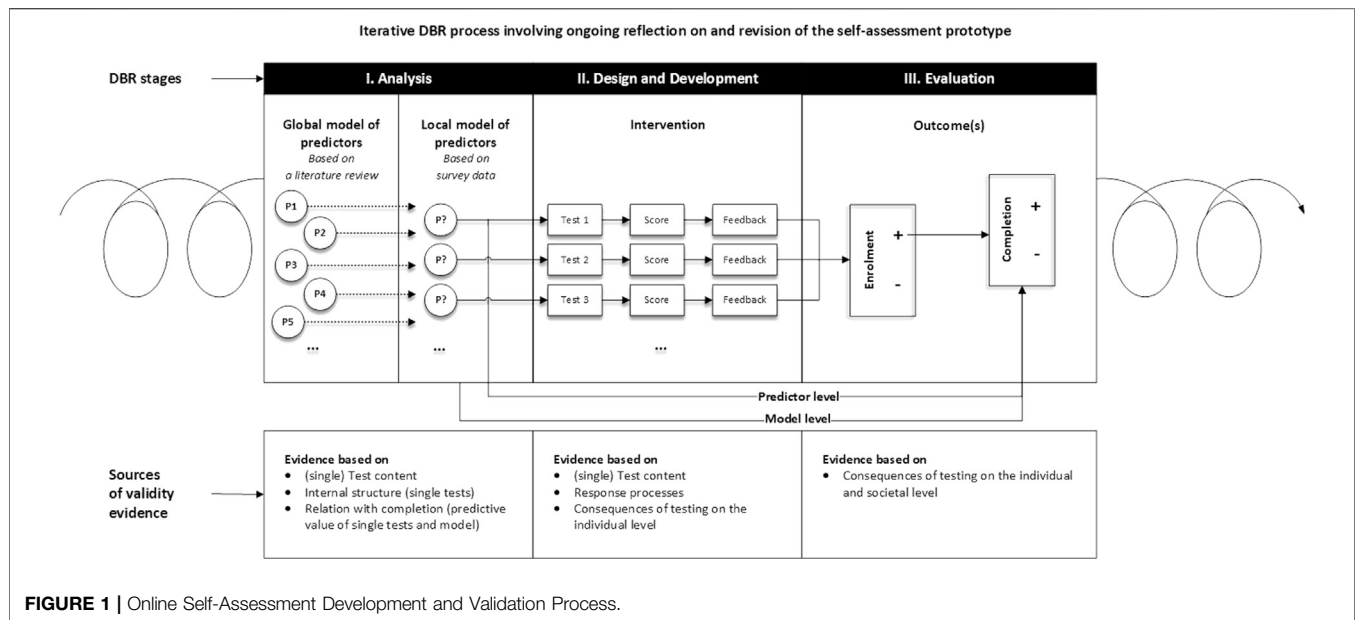 Iterative DBR process involving ongoing reflection on and revision of the self-assessment prototype
DBR stages
I. Analysis
II. Design and Development
III. Evaluation
Global model of
predictors
Based on
a literature review
Local model of
predictors
Based on
survey data
Intervention
Outcome(s)
P1
P2
P3
P4
P5
...
P?
P?
P?
...
Test 1
Score
Feedback
Test 2
Score
Feedback
Test 3
Score
Feedback
...
Enrolment
+
-
Completion
+
-
Predictor level
Model level
Sources
of validity
evidence
Evidence based on
• (single) Test content
• Internal structure (single tests)
• Relation with completion (predictive
value of single tests and model)
Evidence based on
• (single) Test content
• Response processes
• Consequences of testing on the
individual level
Evidence based on
• Consequences of testing on the individual
and societal level
FIGURE 1 | Online Self-Assessment Development and Validation Process.